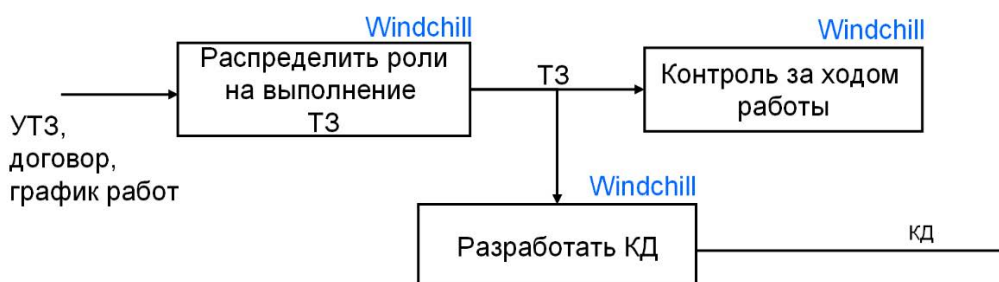 Windchill
Распределить роли
на выполнение
ТЗ
ТЗ
Windchill
Контроль за ходом
работы
УТЗ,
договор,
график работ
Windchill
Разработать КД
КД